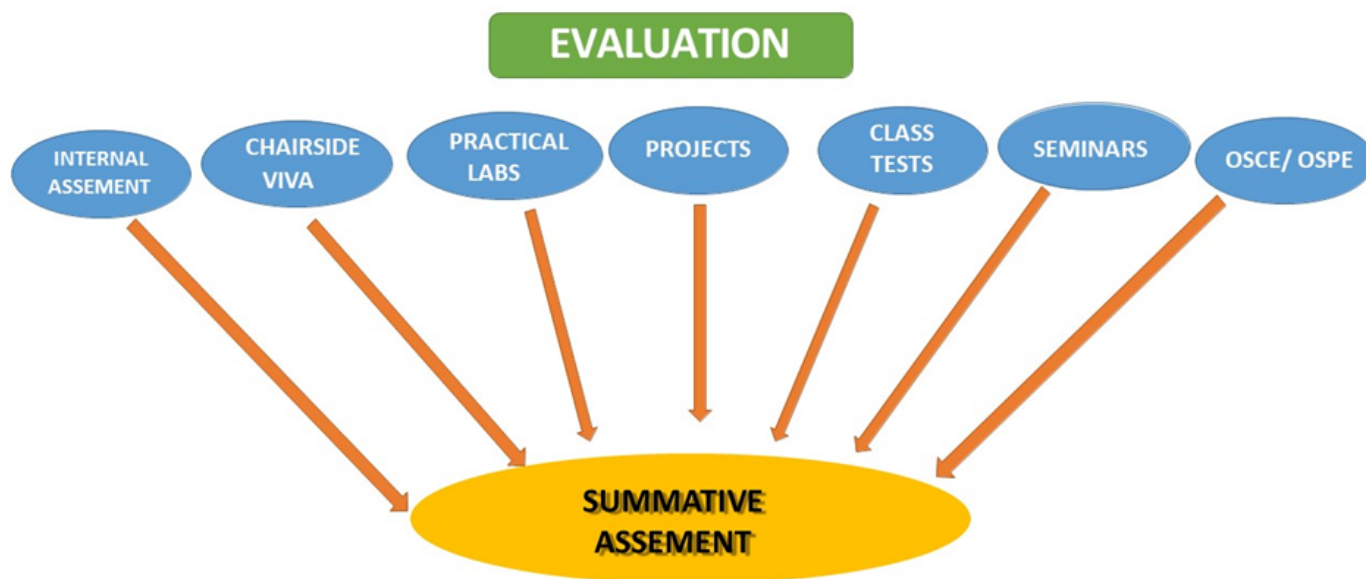 EVALUATION
INTERNAL
ASSEMENT
CHAIRSIDE
VIVA
PRACTICAL
LABS
PROJECTS
CLASS
TESTS
SEMINARS
OSCE/ OSPE
SUMMATIVE
ASSEMENT